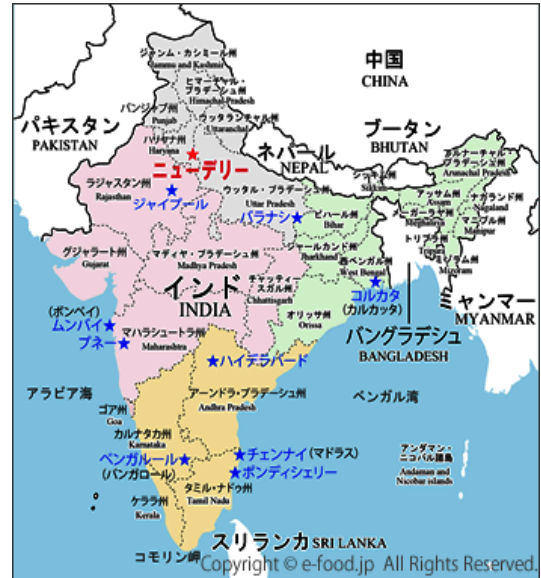 ジャンム・カシミール州
Jammu and Kashmir
ヒマーチャル・
プラデーシュ州
Himachal-Pradesh
パンジャブ州
Punjab
ウッタランチャル州
Uttaranchal
ハリヤナ州
Haryana
ニューデリー
中国
CHINA
パキスタン
PAKISTAN
ネパール
NEPAL
ブータン
BHUTAN
シッキム州
Sikkim
アルナーチャル・
プラデーシュ州
Arunachal Pradesh
アッサム州
Assam
ナガランド州
Nagaland
メーガーラヤ州
Meghalaya
マニプル州
Manipur
トリプラ州
Tripura
ミゾラム州
Mizoram
ラジャスタン州
Rajasthan
ジャイプール
ウッタル・プラデーシュ州
Uttar Pradesh
バラナシ
ビハール州
Bihar
ジャールカンド州
Jharkhand
西ベンガル州
West Bengal
コルカタ
(カルカッタ)
グジャラート州
Gujarat
マディヤ・プラデーシュ州
Madhya Pradesh
チャッティー
スガル州
Chhattisgarh
インド
INDIA
オリッサ州
Orissa
ミャンマー
MYANMAR
バングラデシュ
BANGLADESH
(ボンベイ)
ムンバイ
プネー
マハラシュートラ州
Maharashtra
ハイデラバード
アラビア海
ベンガル湾
アーンドラ・プラデーシュ州
Andhra Pradesh
ゴア州
Goa
カルナタカ州
Karnataka
ベンガルール
(バンガロール)
チェンナイ(マドラス)
ポンディシェリー
タミル・ナドゥ州
Tamil Nadu
ケララ州
Kerala
アンダマン・
ニコバル諸島
Andaman and
Nicobar islands
スリランカ SRI LANKA
コモリン岬
Copyright © e-food.jp All Rights Reserved.